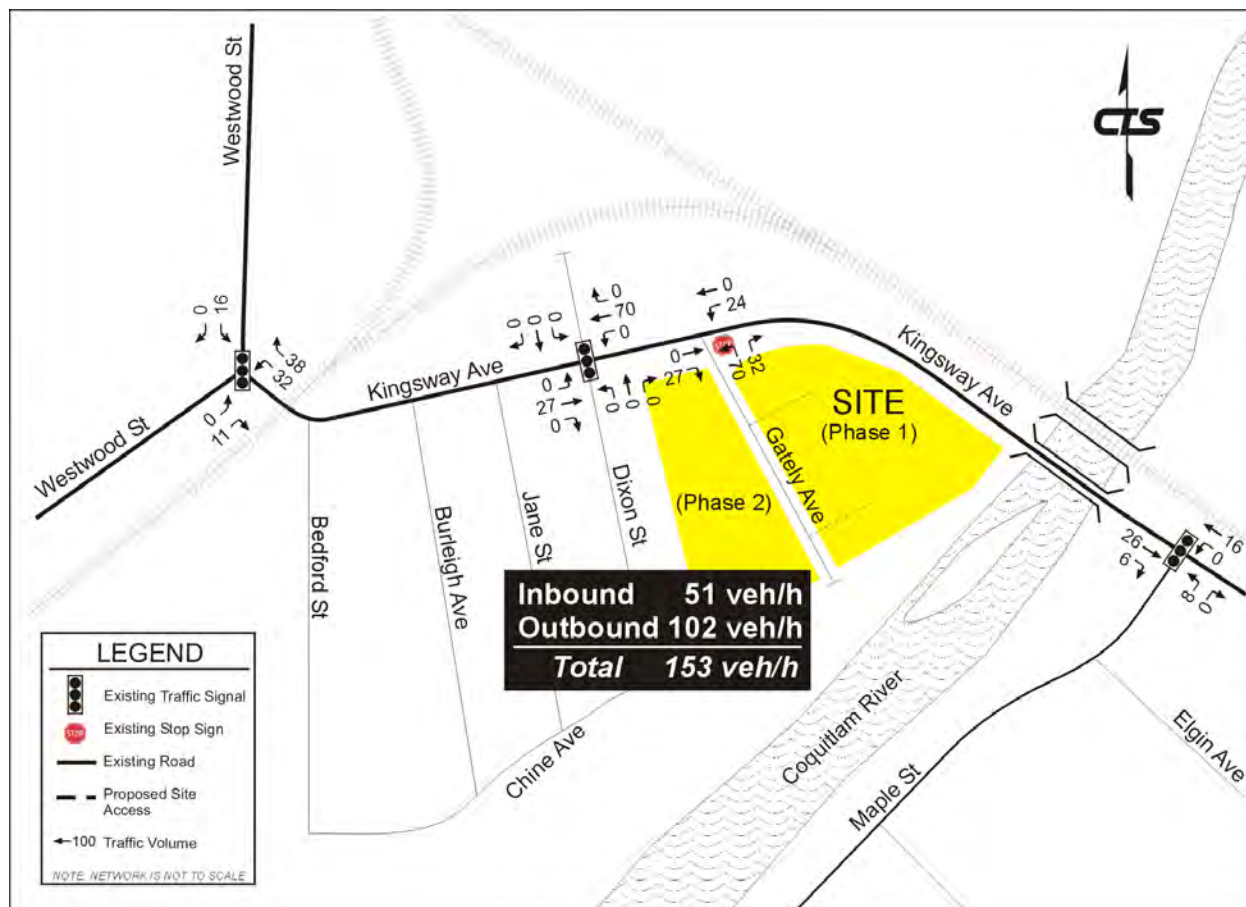 Westwood St
CTS
0
16
38
32
0
11
Westwood St
Kingsway Ave
0
0
0
0
70
0
0
27
0
0
0
0
0
24
0
27
STOP
70
32
Kingsway Ave
SITE
(Phase 1)
(Phase 2)
Gately Ave
Bedford St
Burleigh Ave
Jane St
Dixon St
Chine Ave
Inbound 51 veh/h
Outbound 102 veh/h
Total 153 veh/h
Coquitlam River
26
6
16
0
8
0
Maple St
Elgin Ave
LEGEND
Existing Traffic Signal
STOP
Existing Stop Sign
Existing Road
Proposed Site
Access
100 Traffic Volume
NOTE: NETWORK IS NOT TO SCALE